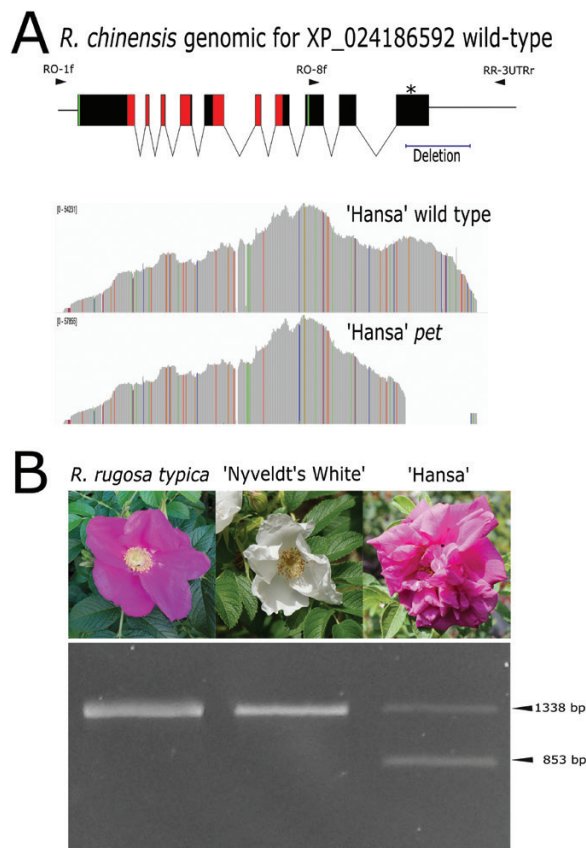 A
R. chinensis genomic for XP_024186592 wild-type
RO-1f
RO-8f
RR-3UTRr
*
Deletion
'Hansa' wild type
'Hansa' pet
B
R. rugosa typica
'Nyveldt's White'
'Hansa'
1338 bp
853 bp